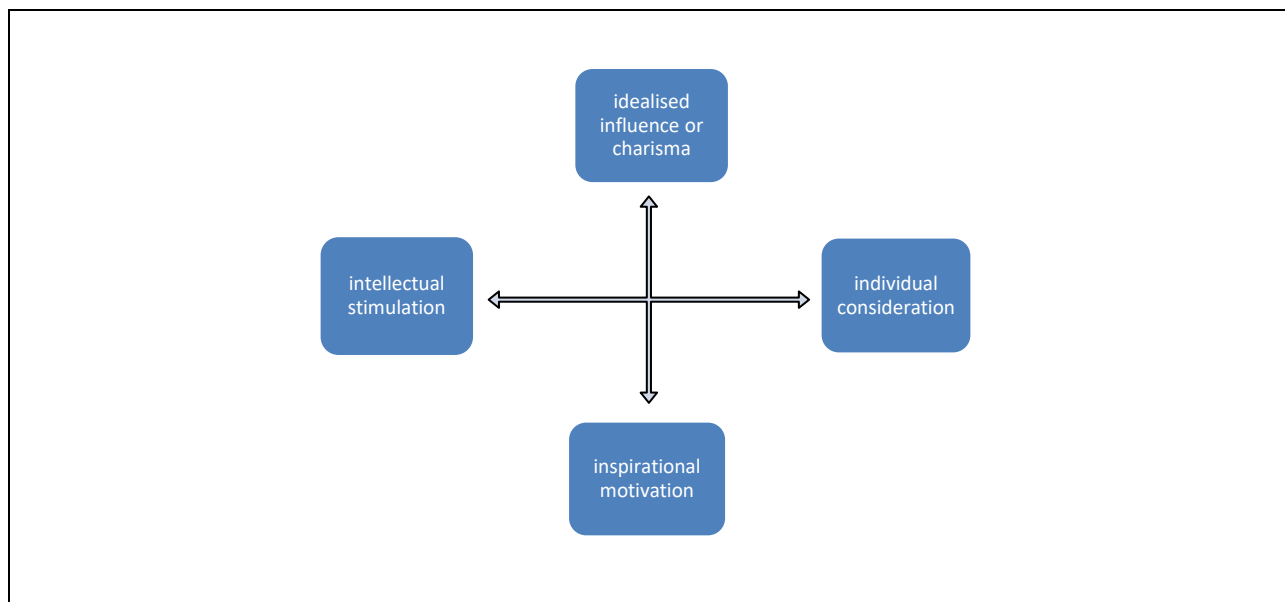 idealised
influence or
charisma
intellectual
stimulation
individual
consideration
inspirational
motivation